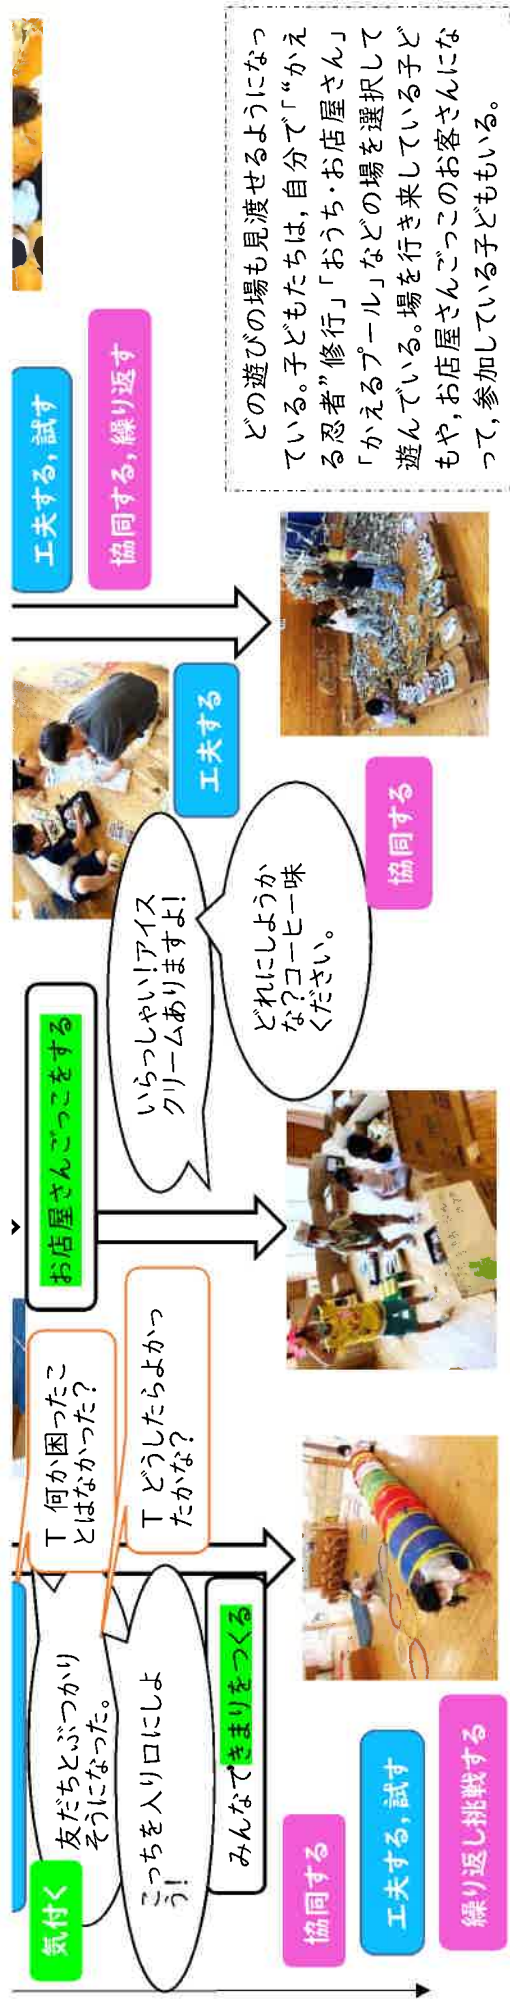 気付く
友だちとぶつかり
そうになった。
T 何か困ったこ
とはなかった?
こっちを入り口にしよ
う!
T どうしたらよかっ
たかな?
みんなできまりをつくる
協同する
工夫する,試す
繰り返し挑戦する
お店屋さんごっこをする
いらっしゃい!アイス
クリームありますよ!
どれにしようか
な?コーヒー味
ください。
工夫する
協同する
工夫する,試す
協同する,繰り返す
どの遊びの場も見渡せるようになっ
ている。子どもたちは,自分で「“かえ
る忍者”修行」「おうち・お店屋さん」
「かえるプール」などの場を選択して
遊んでいる。場を行き来している子ど
もや,お店屋さんごっこのお客さんにな
って,参加している子どももいる。